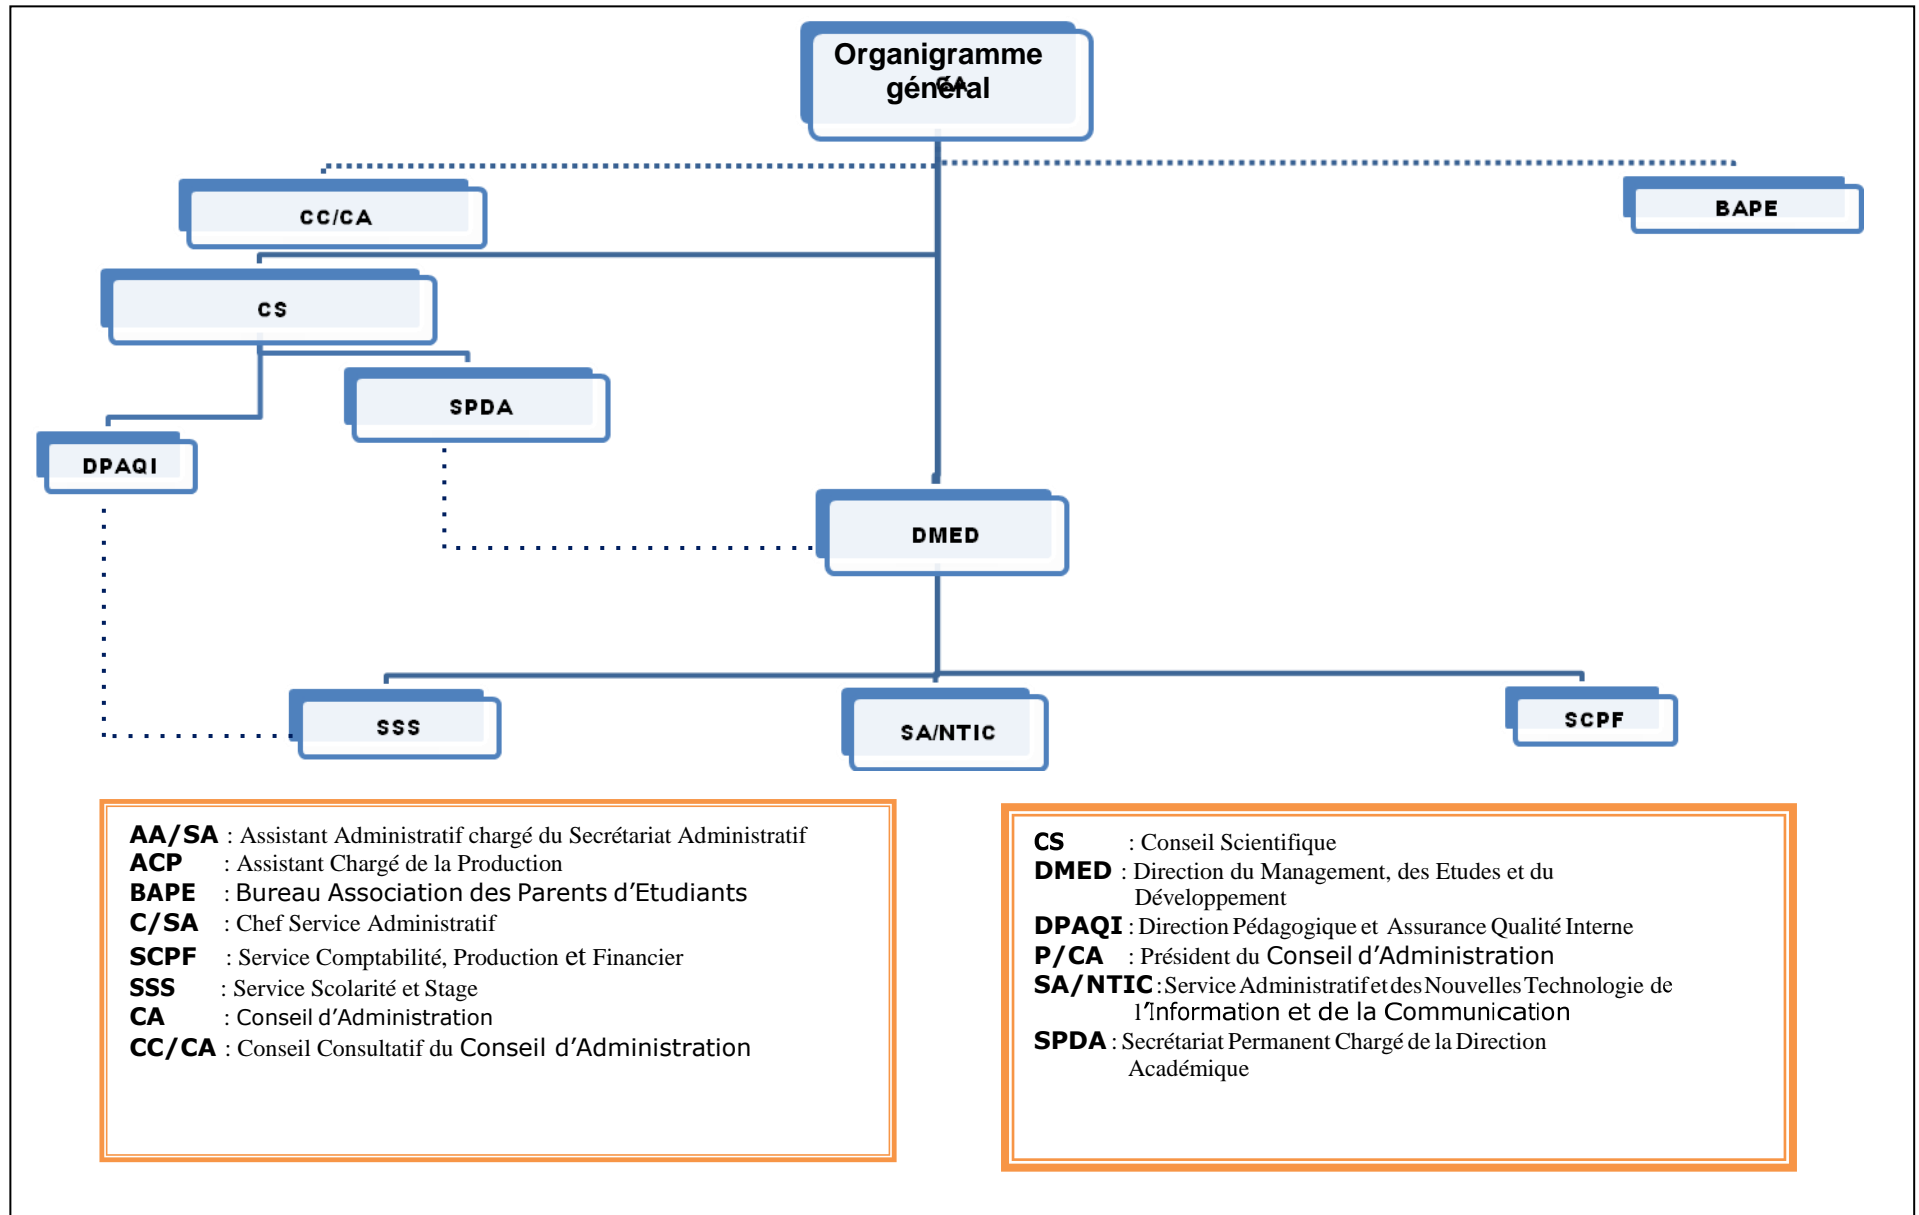 Organigramme
général
CA
CC/CA
BAPE
CS
SPDA
DPAQI
DMED
SSS
SA/NTIC
SCPF
AA/SA : Assistant Administratif chargé du Secrétariat Administratif
ACP : Assistant Chargé de la Production
BAPE : Bureau Association des Parents d’Etudiants
C/SA : Chef Service Administratif
SCPF : Service Comptabilité, Production et Financier
SSS : Service Scolarité et Stage
CA : Conseil d’Administration
CC/CA : Conseil Consultatif du Conseil d’Administration
CS : Conseil Scientifique
DMED : Direction du Management, des Etudes et du
Développement
DPAQI : Direction Pédagogique et Assurance Qualité Interne
P/CA : Président du Conseil d’Administration
SA/NTIC : Service Administratif et des Nouvelles Technologie de
l’Information et de la Communication
SPDA : Secrétariat Permanent Chargé de la Direction
Académique